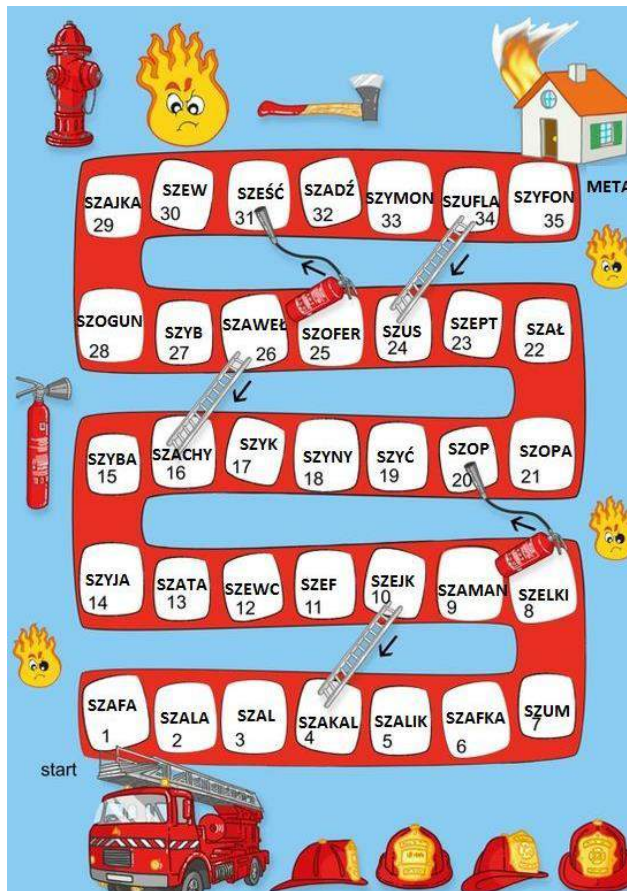 SZAJKA SZEW SZEŚĆ SZADŹ SZYMON SZUFLA SZYFON META
29 30 31 32 33 34 35
SZOGUN SZYB SZAWEŁ SZOFER SZUS SZEPT SZAŁ
28 27 26 25 24 23 22
SZYBA SZACHY SZYK SZYNY SZYĆ SZOP SZOPA
15 16 17 18 19 20 21
SZYJA SZATA SZEWC SZEF SZEJK SZAMAN SZELKI
14 13 12 11 10 9 8
SZAFA SZALA SZAL SZAKAL SZALIK SZAFKA SZUM
1 2 3 4 5 6 7
start